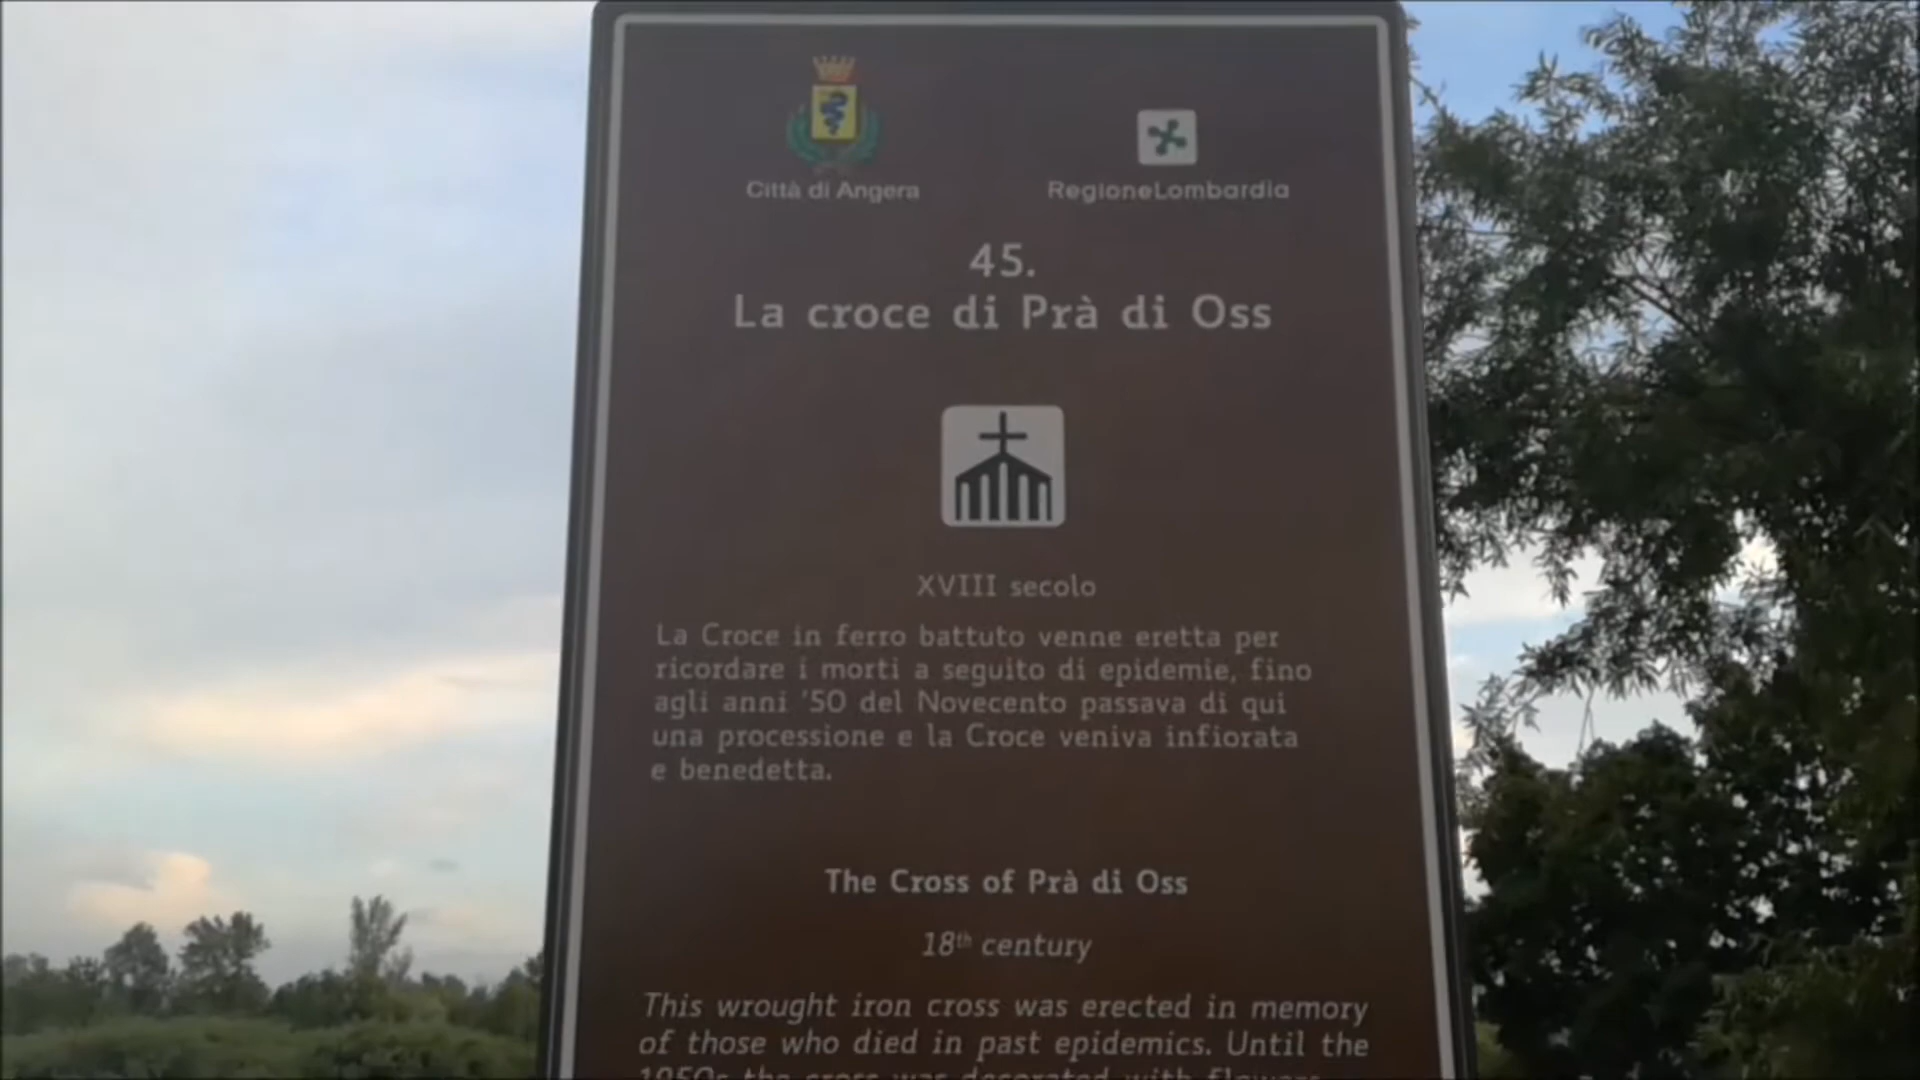 Città di Angera
RegioneLombardia
45.
La croce di Prà di Oss
XVIII secolo
La Croce in ferro battuto venne eretta per
ricordare i morti a seguito di epidemie, fino
agli anni '50 del Novecento passava di qui
una processione e la Croce veniva infiorata
e benedetta.
The Cross of Prà di Oss
18th century
This wrought iron cross was erected in memory
of those who died in past epidemics. Until the
1950s the cross was decorated with flowers